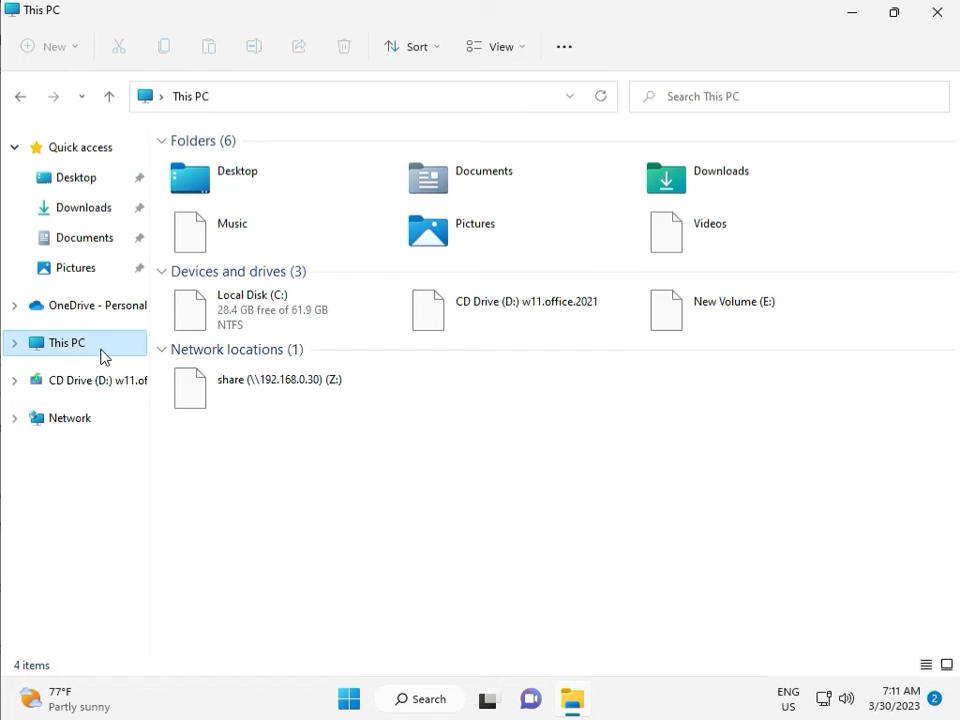 This PC
New
Sort
View
This PC
Search This PC
Quick access
Desktop
Downloads
Documents
Pictures
OneDrive - Personal
This PC
CD Drive (D:) w11.of
Network
Folders (6)
Desktop
Documents
Downloads
Music
Pictures
Videos
Devices and drives (3)
Local Disk (C:)
28.4 GB free of 61.9 GB
NTFS
CD Drive (D:) w11.office.2021
New Volume (E:)
Network locations (1)
share (\\192.168.0.30) (Z:)
4 items
77°F
Partly sunny
Search
ENG
US
7:11 AM
3/30/2023
2